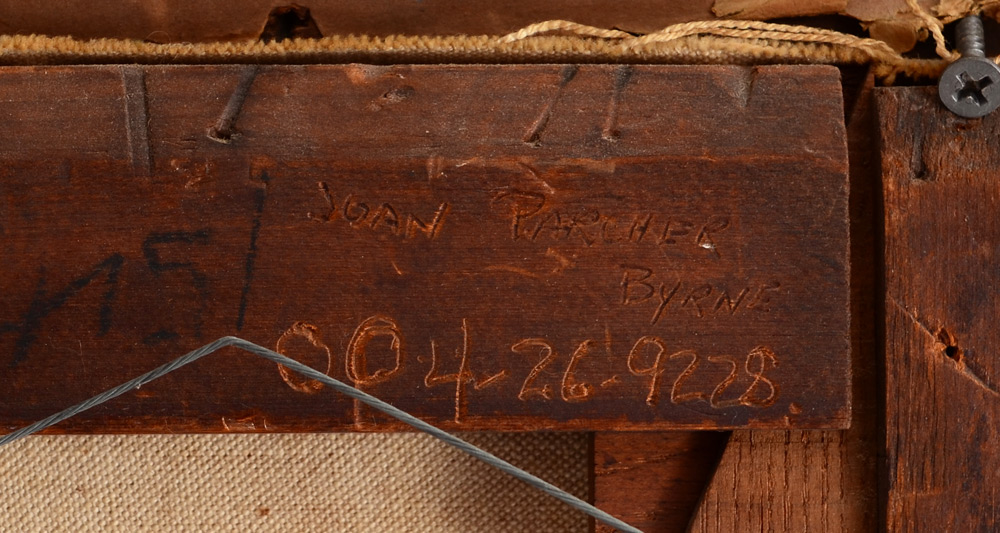 JOAN PARCHER
BYRNE
004-26-9228